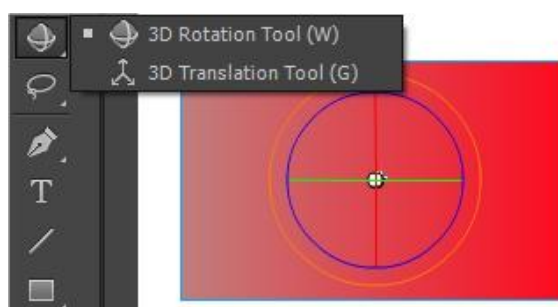 3D Rotation Tool (W)
3D Translation Tool (G)
T